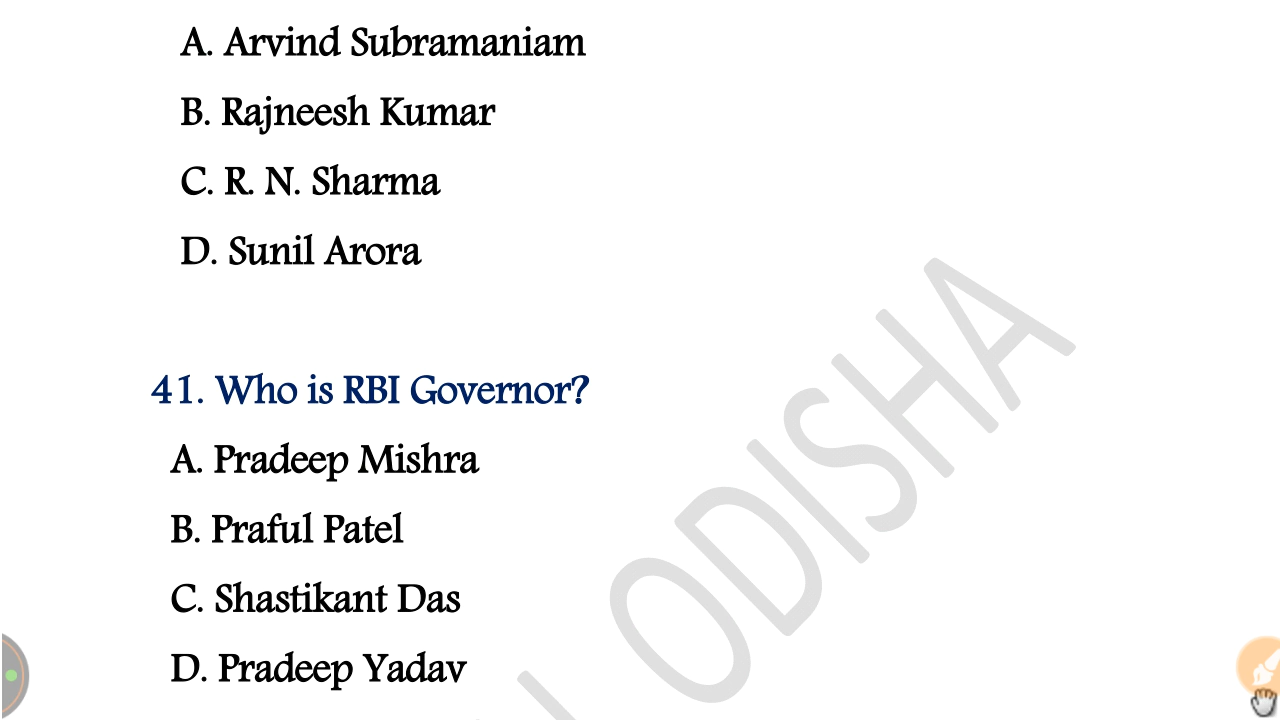 A. Arvind Subramaniam
B. Rajneesh Kumar
C. R. N. Sharma
D. Sunil Arora
41. Who is RBI Governor?
A. Pradeep Mishra
B. Praful Patel
C. Shastikant Das
D. Pradeep Yadav
ODISHA